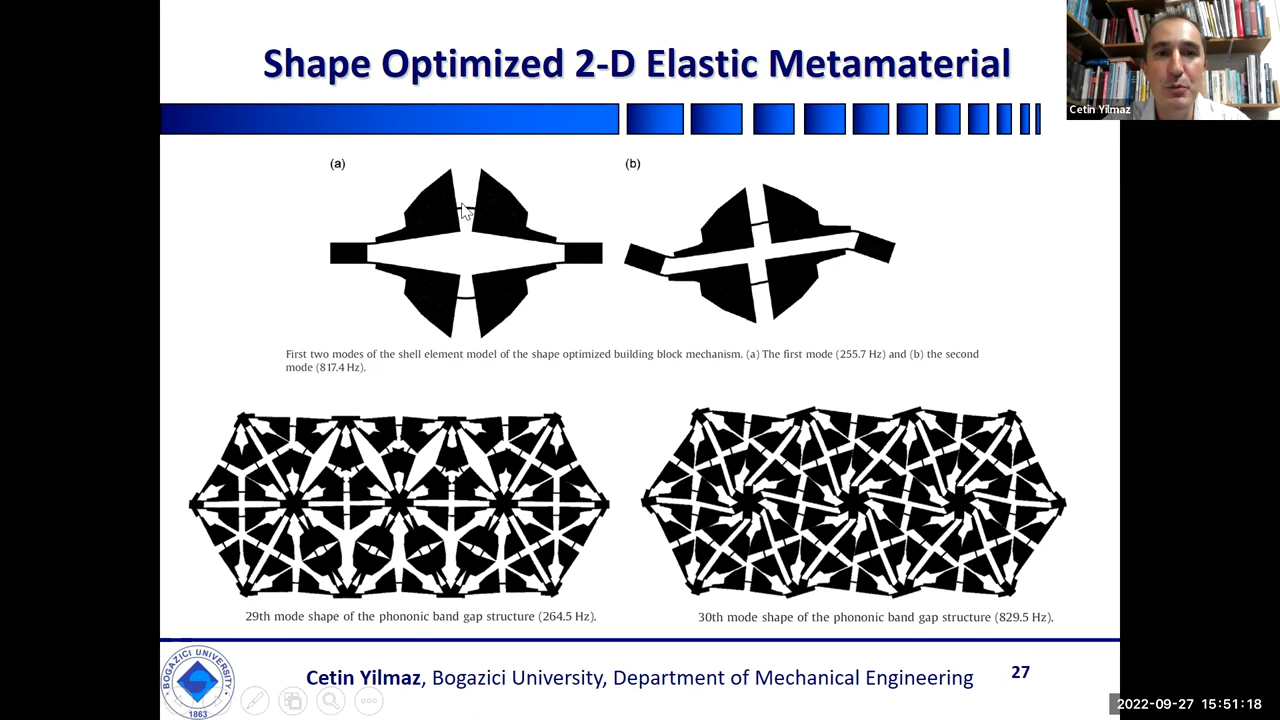 Shape Optimized 2-D Elastic Metamaterial
Cetin Yilmaz
(a)
(b)
First two modes of the shell element model of the shape optimized building block mechanism. (a) The first mode (255.7 Hz) and (b) the second
mode (817.4 Hz).
29th mode shape of the phononic band gap structure (264.5 Hz).
30th mode shape of the phononic band gap structure (829.5 Hz).
BOGAZICI UNIVERSITY
1863
Cetin Yilmaz, Bogazici University, Department of Mechanical Engineering
27
2022-09-27 15:51:18